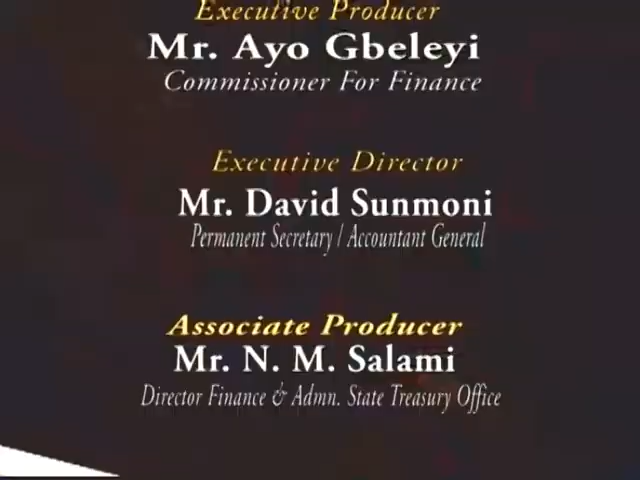 Executive Producer
Mr. Ayo Gbeleyi
Commissioner For Finance
Executive Director
Mr. David Sunmoni
Permanent Secretary / Accountant General
Associate Producer
Mr. N. M. Salami
Director Finance & Admn. State Treasury Office